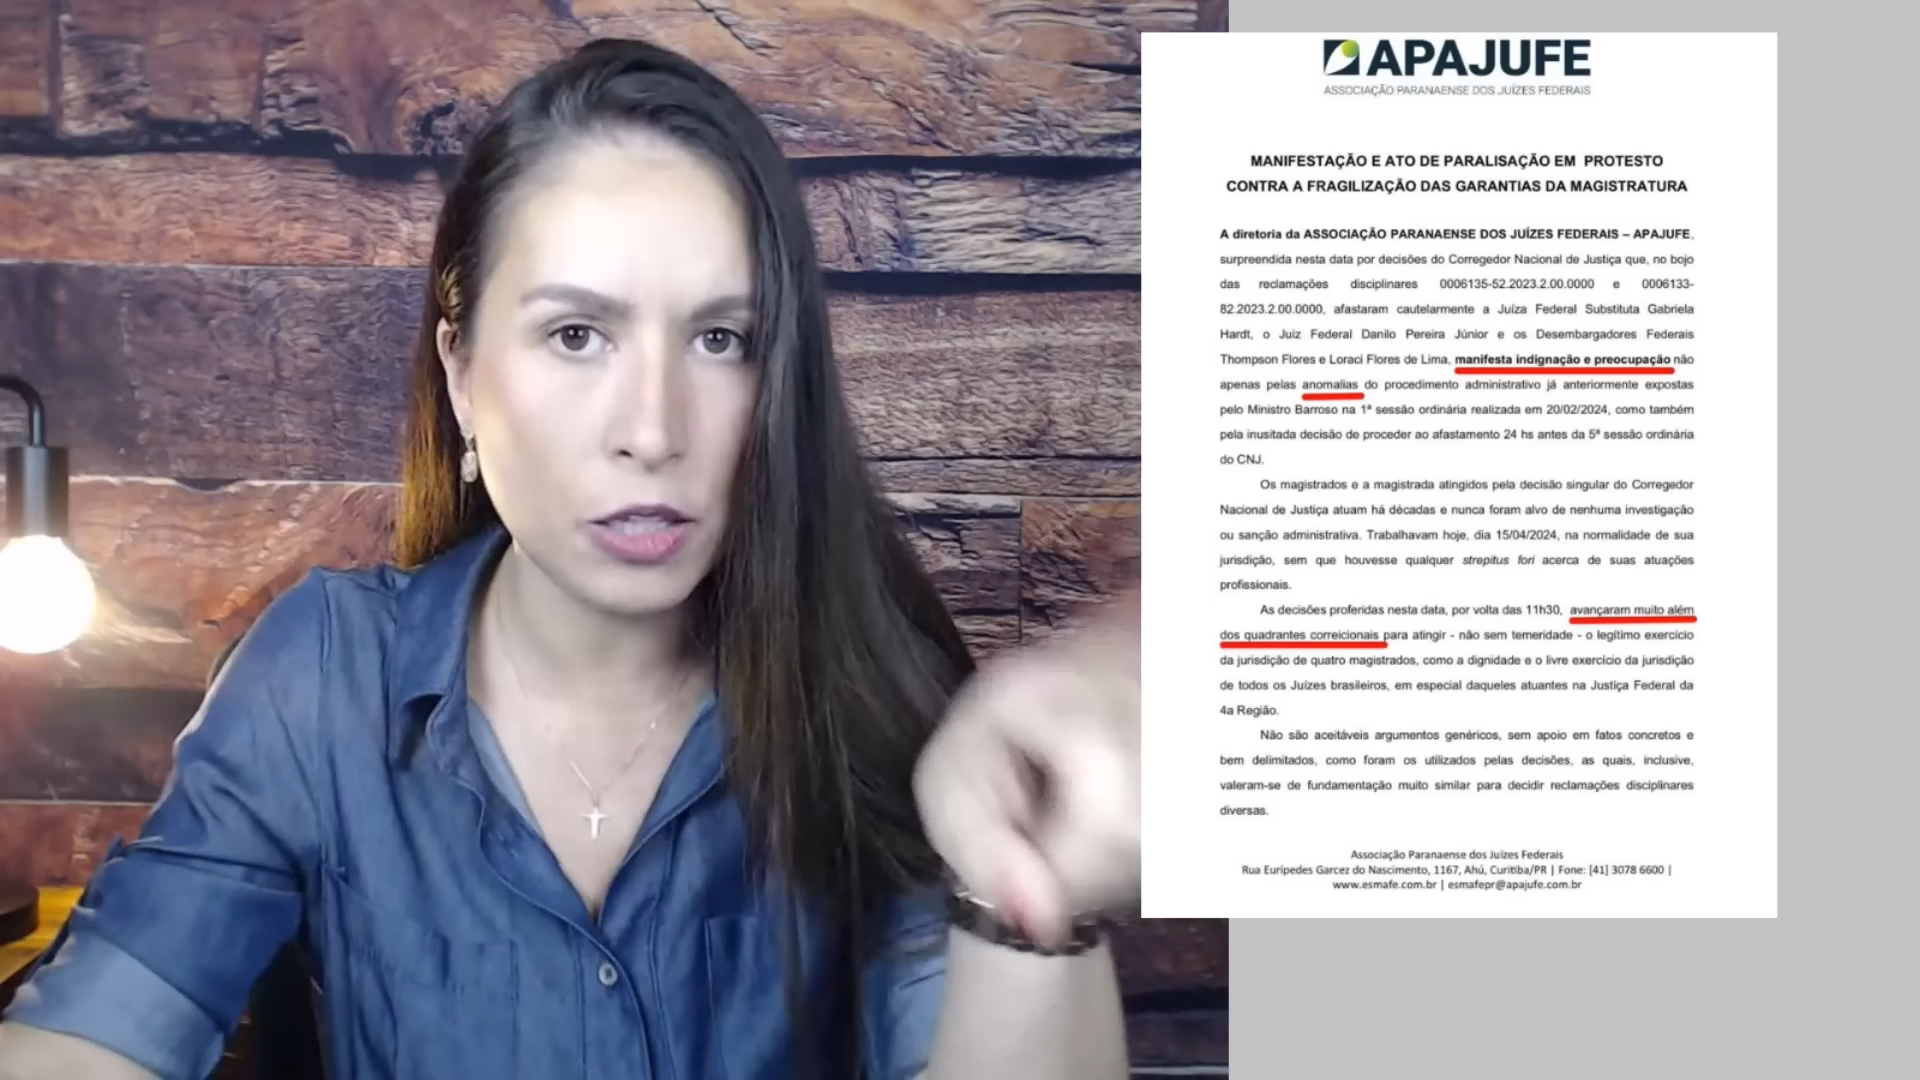 APAJUFE
ASSOCIAÇÃO PARANAENSE DOS JUÍZES FEDERAIS
MANIFESTAÇÃO E ATO DE PARALISAÇÃO EM PROTESTO
CONTRA A FRAGILIZAÇÃO DAS GARANTIAS DA MAGISTRATURA
A diretoria da ASSOCIAÇÃO PARANAENSE DOS JUÍZES FEDERAIS – APAJUFE,
surpreendida nesta data por decisões do Corregedor Nacional de Justiça que, no bojo
das reclamações disciplinares 0006135-52.2023.2.00.0000 e 0006133-
82.2023.2.00.0000, afastaram cautelarmente a Juíza Federal Substituta Gabriela
Hardt, o Juiz Federal Danilo Pereira Júnior e os Desembargadores Federais
Thompson Flores e Loraci Flores de Lima, manifesta indignação e preocupação não
apenas pelas anomalias do procedimento administrativo já anteriormente expostas
pelo Ministro Barroso na 1ª sessão ordinária realizada em 20/02/2024, como também
pela inusitada decisão de proceder ao afastamento 24 hs antes da 5ª sessão ordinária
do CNJ.
Os magistrados e a magistrada atingidos pela decisão singular do Corregedor
Nacional de Justiça atuam há décadas e nunca foram alvo de nenhuma investigação
ou sanção administrativa. Trabalhavam hoje, dia 15/04/2024, na normalidade de sua
jurisdição, sem que houvesse qualquer strepitus fori acerca de suas atuações
profissionais.
As decisões proferidas nesta data, por volta das 11h30, avançaram muito além
dos quadrantes correicionais para atingir - não sem temeridade - o legítimo exercício
da jurisdição de quatro magistrados, como a dignidade e o livre exercício da jurisdição
de todos os Juízes brasileiros, em especial daqueles atuantes na Justiça Federal da
4a Região.
Não são aceitáveis argumentos genéricos, sem apoio em fatos concretos e
bem delimitados, como foram os utilizados pelas decisões, as quais, inclusive,
valeram-se de fundamentação muito similar para decidir reclamações disciplinares
diversas.
Associação Paranaense dos Juízes Federais
Rua Eurípedes Garcez do Nascimento, 1167, Ahú, Curitiba/PR | Fone: [41] 3078 6600 |
www.esmafe.com.br | esmafepr@apajufe.com.br